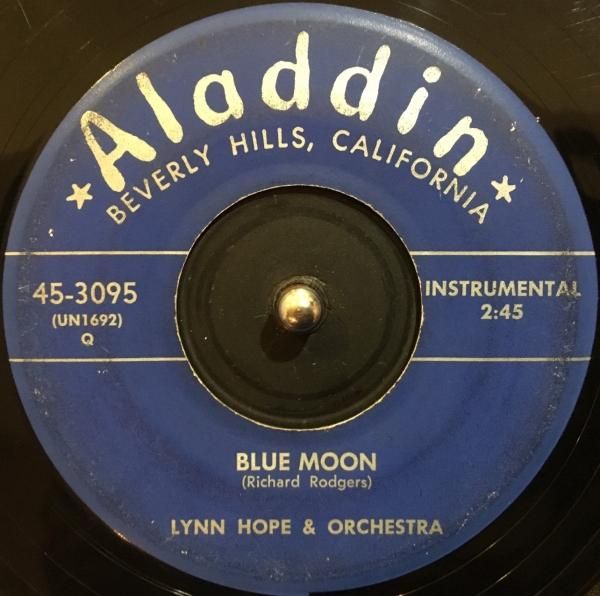 Aladdin
BEVERLY HILLS, CALIFORNIA
45-3095
(UN1692)
Q
INSTRUMENTAL
2:45
BLUE MOON
(Richard Rodgers)
LYNN HOPE & ORCHESTRA